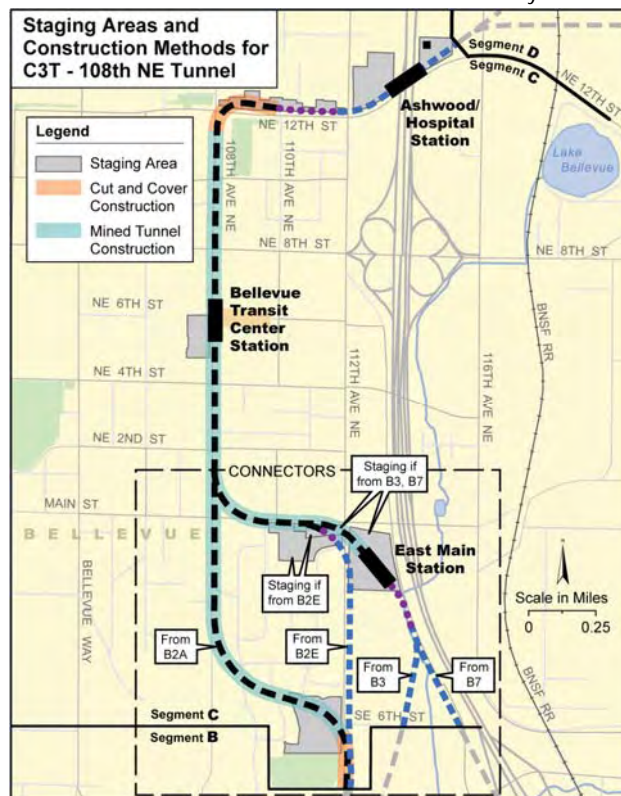 Staging Areas and
Construction Methods for
C3T - 108th NE Tunnel
Legend
Staging Area
Cut and Cover
Construction
Mined Tunnel
Construction
Segment D
Segment C
NE 12TH ST
Ashwood/
Hospital
Station
NE 12TH ST
Lake
Bellevue
108TH AVE NE
110TH AVE NE
NE 8TH ST
NE 8TH ST
NE 6TH ST
Bellevue
Transit
Center
Station
BNSF RR
112TH AVE NE
116TH AVE NE
NE 4TH ST
NE 2ND ST
CONNECTORS
Staging if
from B3, B7
MAIN ST
BELLEVUE
East Main
Station
Staging if
from B2E
BELLEVUE WAY
Scale in Miles
0 0.25
From
B2A
From
B2E
From
B3
From
B7
BNSF RR
SE 6TH ST
Segment C
Segment B